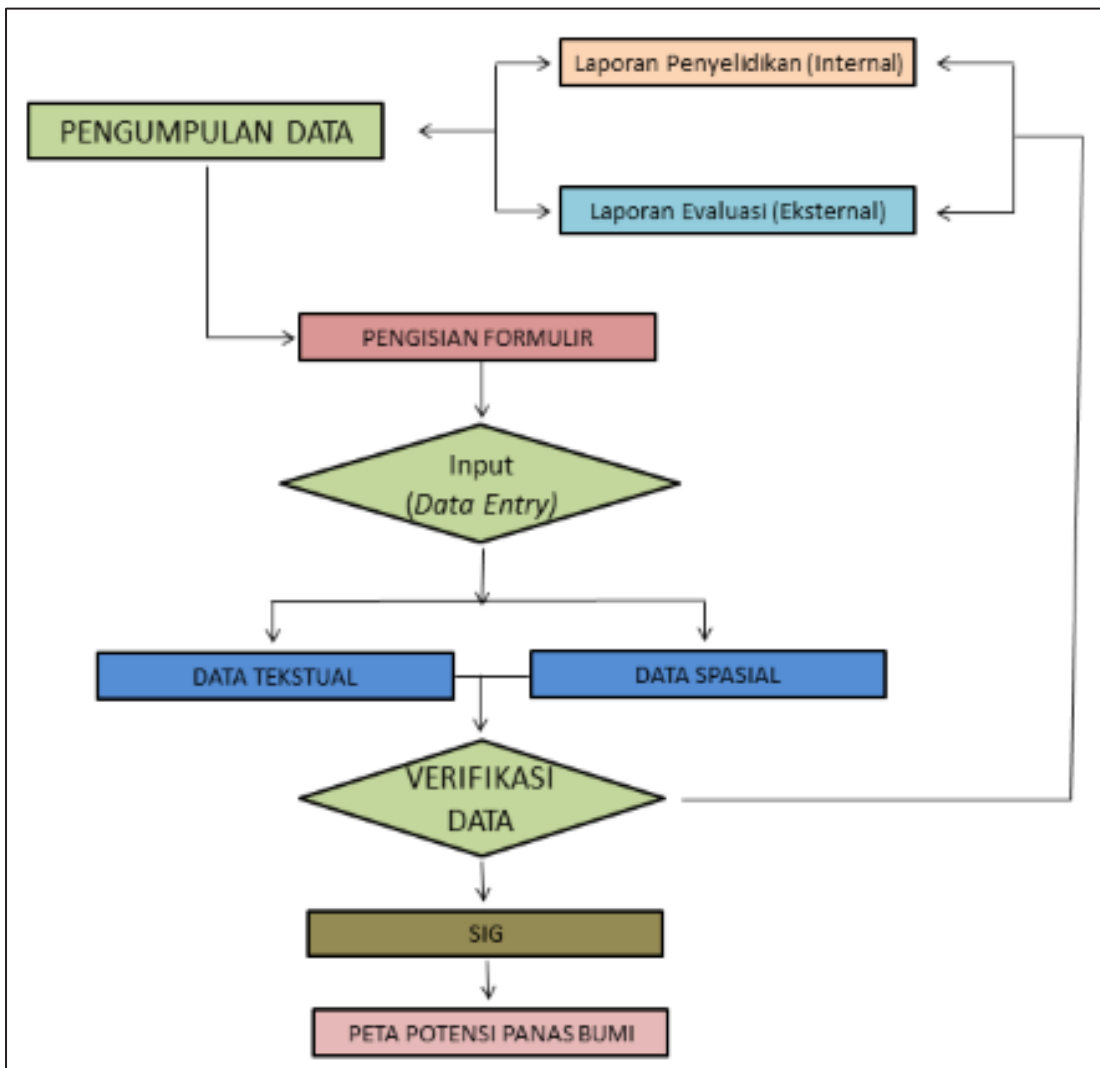 Laporan Penyelidikan (Internal)
PENGUMPULAN DATA
Laporan Evaluasi (Eksternal)
PENGISIAN FORMULIR
Input
(Data Entry)
DATA TEKSTUAL
DATA SPASIAL
VERIFIKASI
DATA
SIG
PETA POTENSI PANAS BUMI